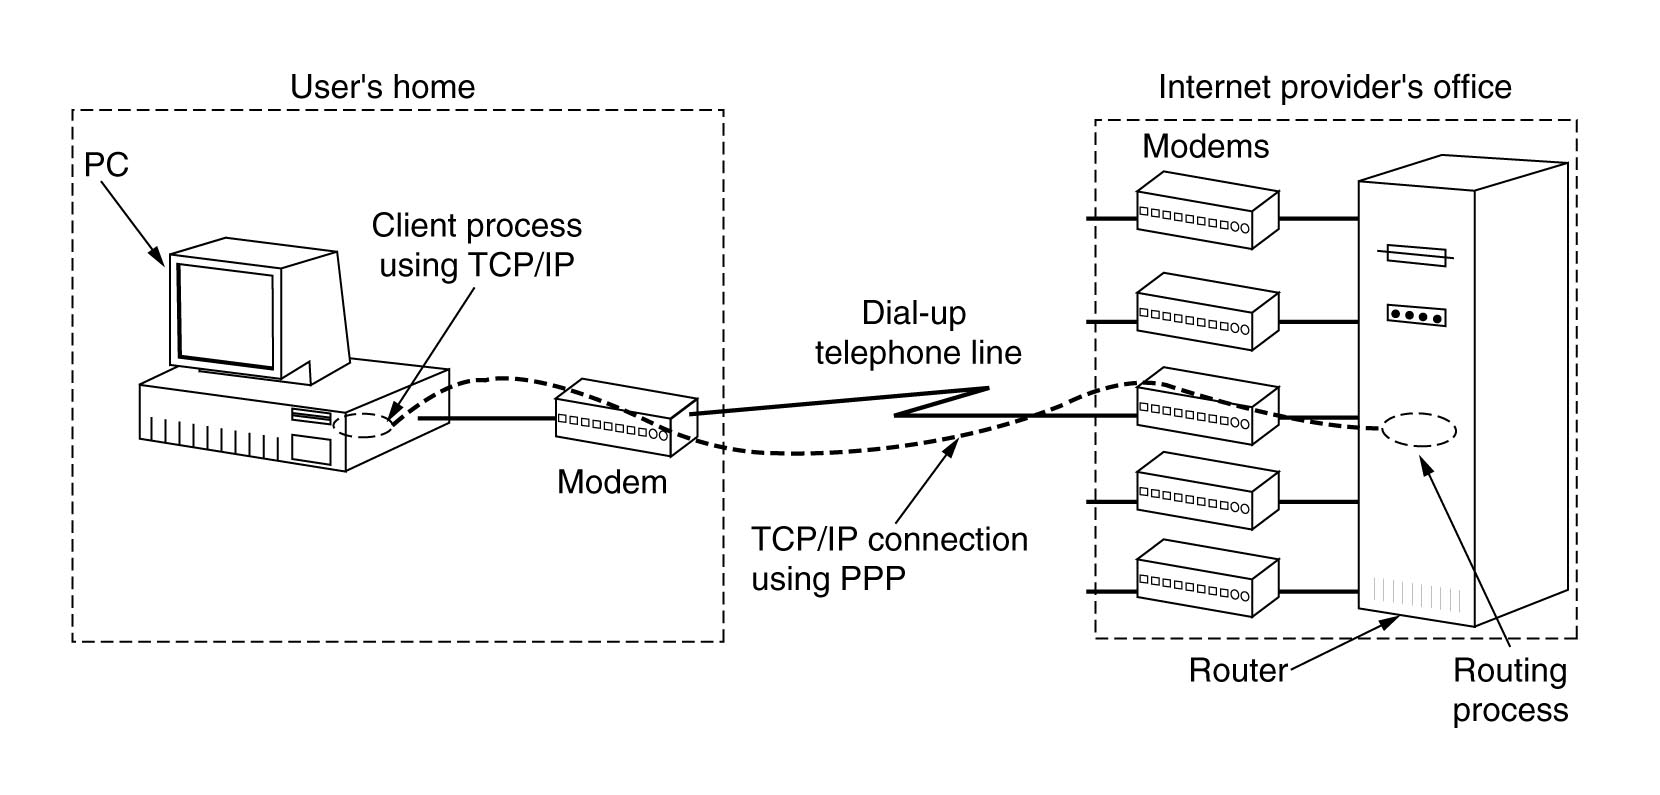 User's home
Internet provider's office
PC
Client process
using TCP/IP
Modem
Dial-up
telephone line
TCP/IP connection
using PPP
Modems
Router
Routing
process